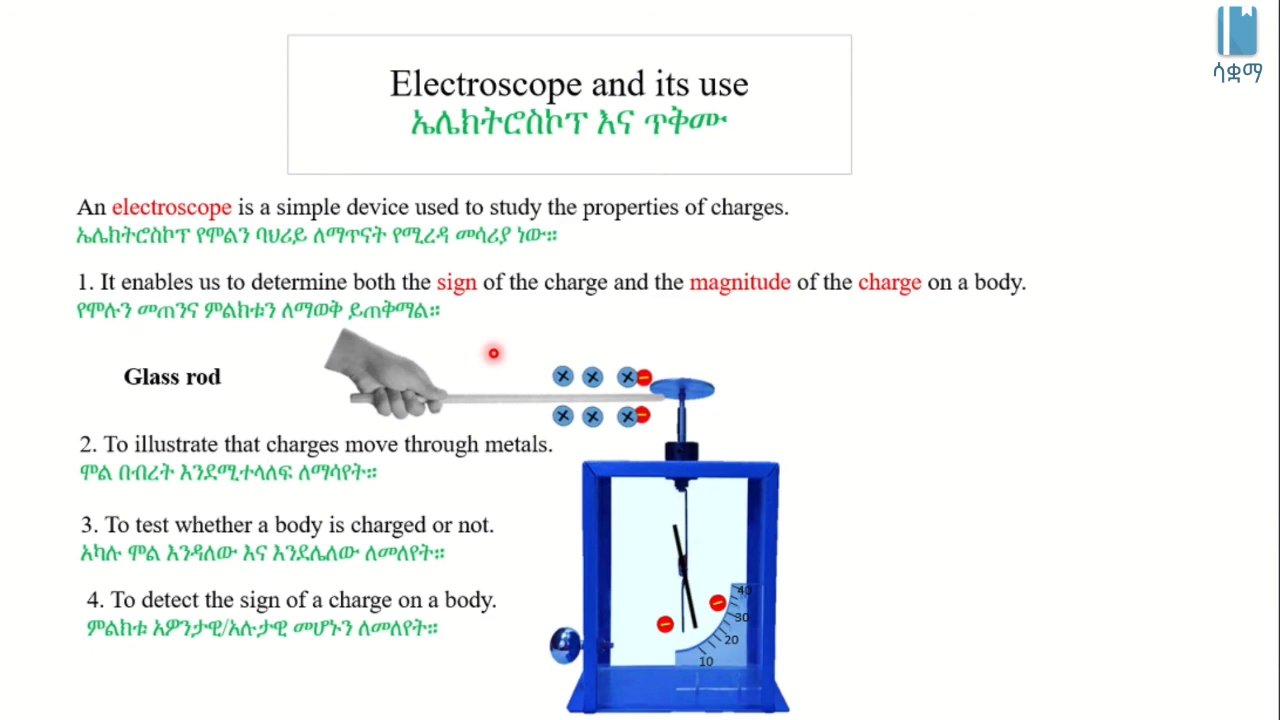 ሳቋማ
Electroscope and its use
ኤሌክትሮስኮፕ እና ጥቅሙ
An electroscope is a simple device used to study the properties of charges.
ኤሌክትሮስኮፕ የሞልን ባህሪይ ለማጥናት የሚረዳ መሳሪያ ነው።
1. It enables us to determine both the sign of the charge and the magnitude of the charge on a body.
የሞሉን መጠንና ምልክቱን ለማወቅ ይጠቅማል።
Glass rod
2. To illustrate that charges move through metals.
ሞል በብረት እንደሚተላለፍ ለማሳየት።
3. To test whether a body is charged or not.
አካሉ ሞል እንዳለው እና እንደሌለው ለመለየት።
4. To detect the sign of a charge on a body.
ምልክቱ አዎንታዊ/አሉታዊ መሆኑን ለመለየት።
40
30
20
10